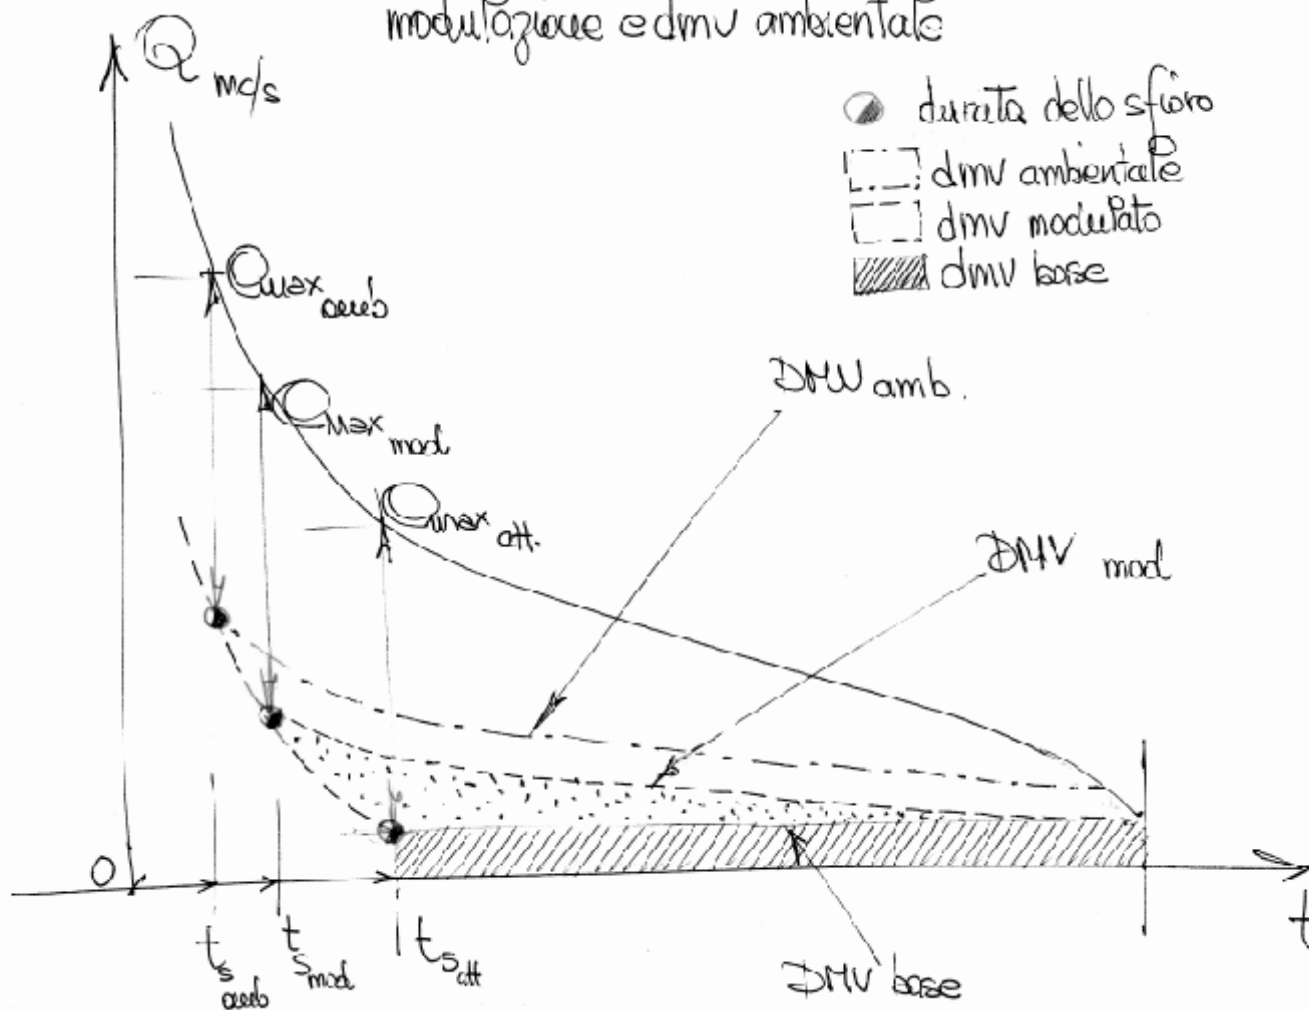 modulazione e dmv ambientale
Q mc/s
durata dello sfioro
dmv ambientale
dmv modulato
dmv base
Qmax amb
Qmax mod
Qmax att.
DMV amb.
DMV mod
DMV base
0
t
ts amb
ts mod
ts att